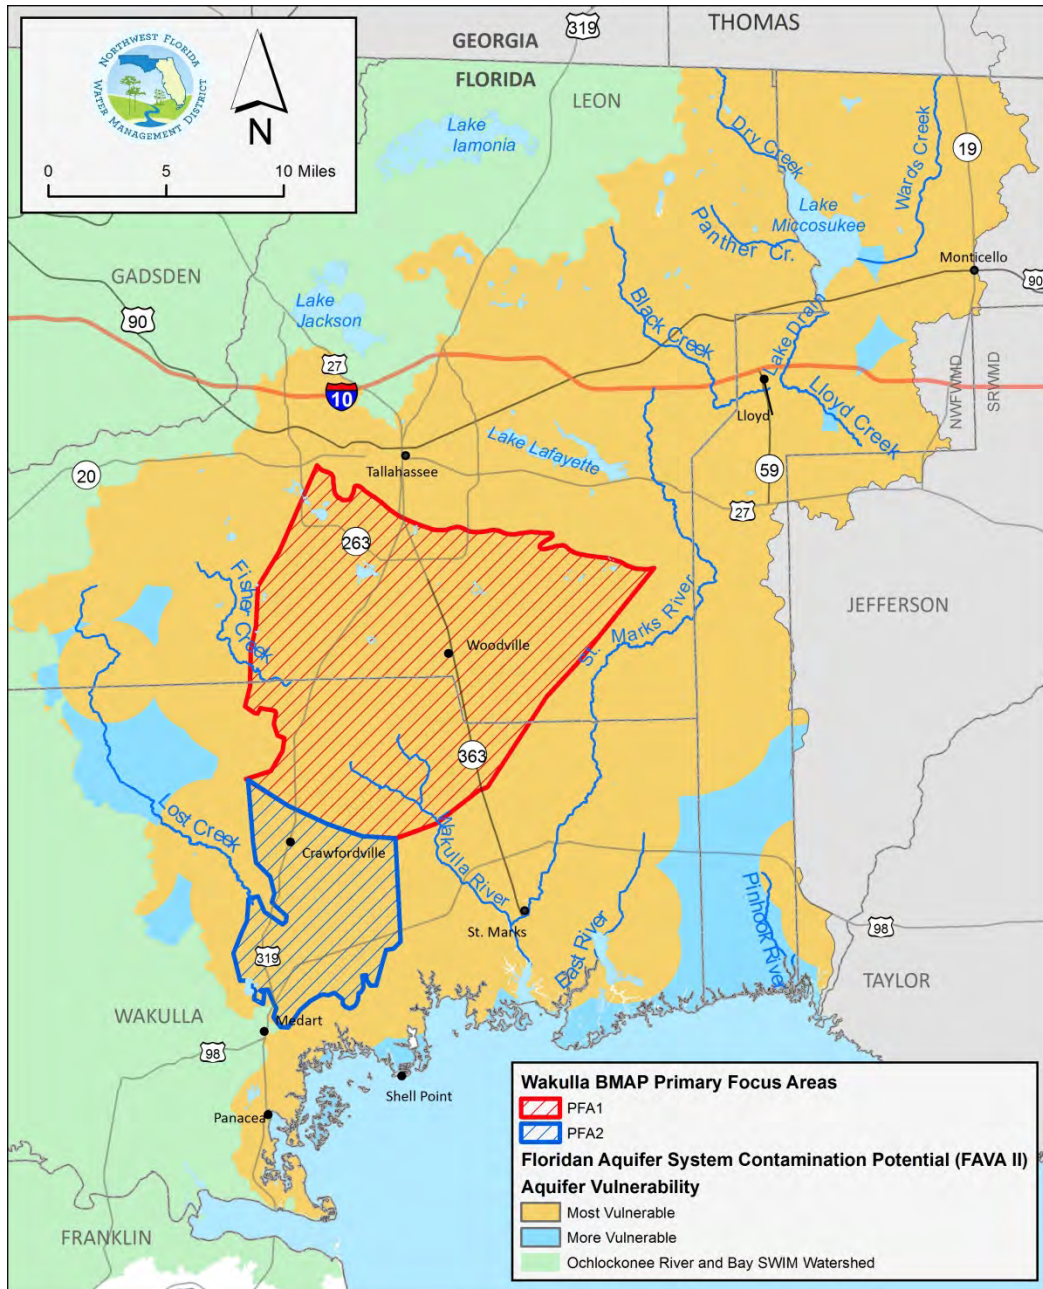 NORTHWEST FLORIDA
WATER MANAGEMENT DISTRICT
N
0 5 10 Miles
GEORGIA
FLORIDA
319
THOMAS
LEON
Lake
Iamonia
Dry Creek
Wards Creek
19
Lake
Miccosukee
Panther Cr.
Monticello
90
GADSDEN
Lake
Jackson
90
Black Creek
Lake Drain
27
10
Lloyd
Lloyd Creek
NWFWMD
SRWMD
Lake Lafayette
Tallahassee
20
59
27
263
Fisher Creek
Woodville
St. Marks River
JEFFERSON
363
Lost Creek
Crawfordville
Wakulla River
St. Marks
East River
Pinhook River
98
TAYLOR
319
WAKULLA
Medart
98
Shell Point
Panacea
FRANKLIN
Wakulla BMAP Primary Focus Areas
PFA1
PFA2
Floridan Aquifer System Contamination Potential (FAVA II)
Aquifer Vulnerability
Most Vulnerable
More Vulnerable
Ochlockonee River and Bay SWIM Watershed